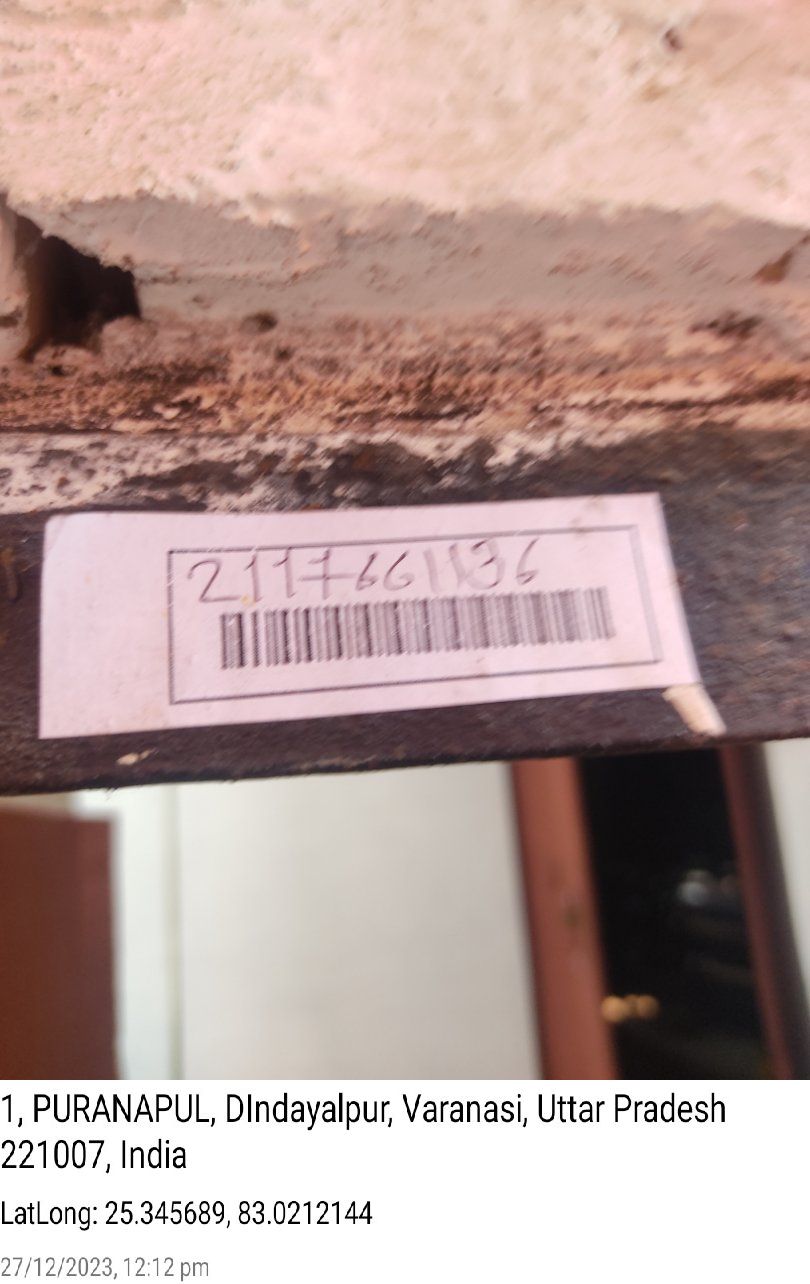 2117661136
1, PURANAPUL, DIndayalpur, Varanasi, Uttar Pradesh
221007, India
LatLong: 25.345689, 83.0212144
27/12/2023, 12:12 pm